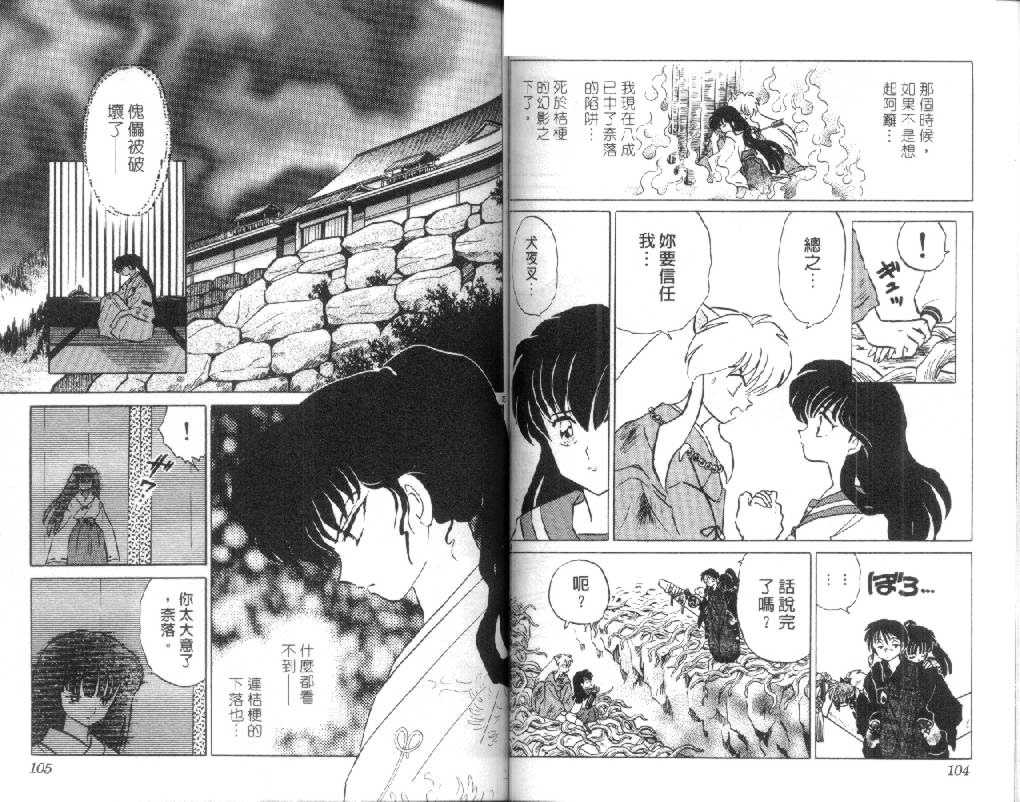 那個時候，
如果不是想
起阿籬…
我現在八成
已中了奈落
的陷阱…
死於桔梗
的幻影之
下了。
！
ギュッ
總之…
妳要信任
我…
犬夜叉…
ぼろ…
……
話說完
了嗎？
呃？
104
傀儡被破
壞了——
什麼都看
不到——
連桔梗的
下落也…
！
你太大意了
，奈落。
105